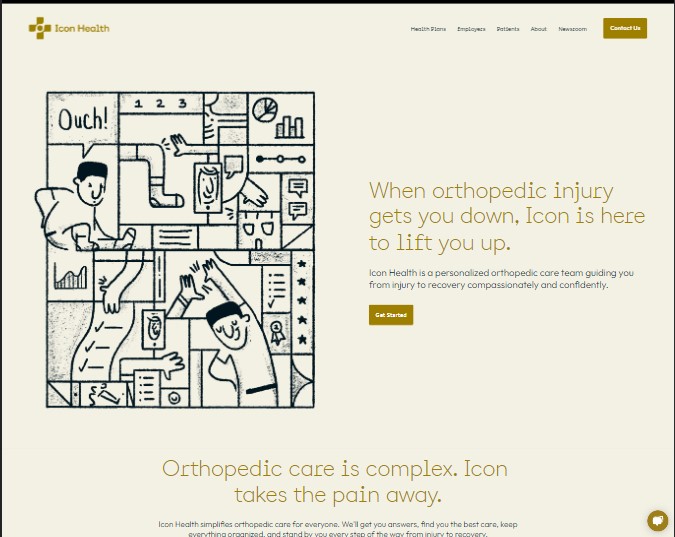 Icon Health
Health Plans Employers Patients About Newsroom Contact Us
Ouch!
1 2 3
When orthopedic injury
gets you down, Icon is here
to lift you up.
Icon Health is a personalized orthopedic care team guiding you
from injury to recovery compassionately and confidently.
Get Started
Orthopedic care is complex. Icon
takes the pain away.
Icon Health simplifies orthopedic care for everyone. We'll get you answers, find you the best care, keep
everything organized, and stand by you every step of the way from injury to recovery.